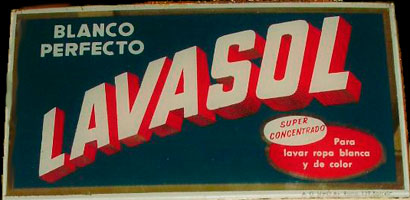 BLANCO
PERFECTO
LAVASOL
SUPER
CONCENTRADO
Para
lavar ropa blanca
y de color